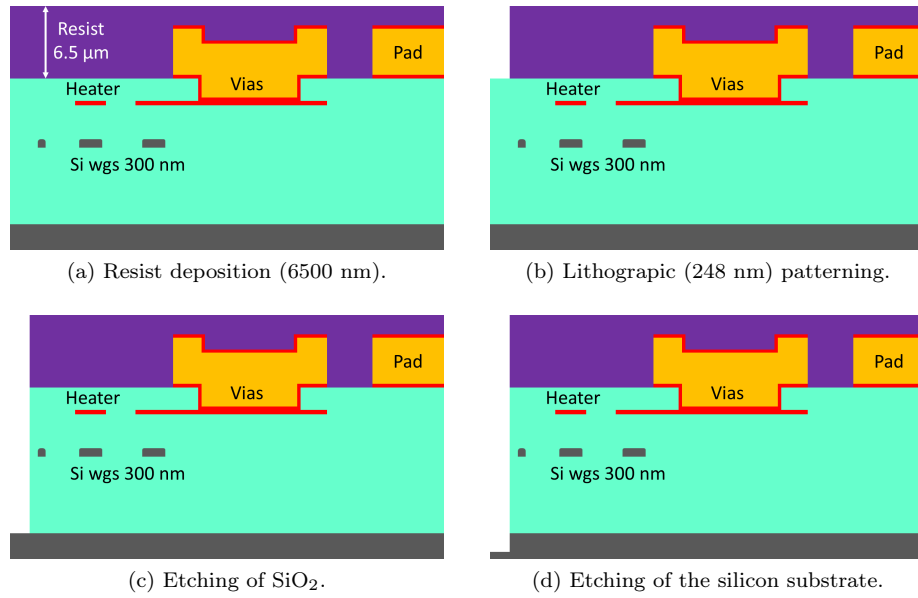 Resist
6.5 µm
Pad
Heater
Vias
Si wgs 300 nm
(a) Resist deposition (6500 nm).
Pad
Heater
Vias
Si wgs 300 nm
(b) Lithograpic (248 nm) patterning.
Pad
Heater
Vias
Si wgs 300 nm
(c) Etching of SiO₂.
Pad
Heater
Vias
Si wgs 300 nm
(d) Etching of the silicon substrate.